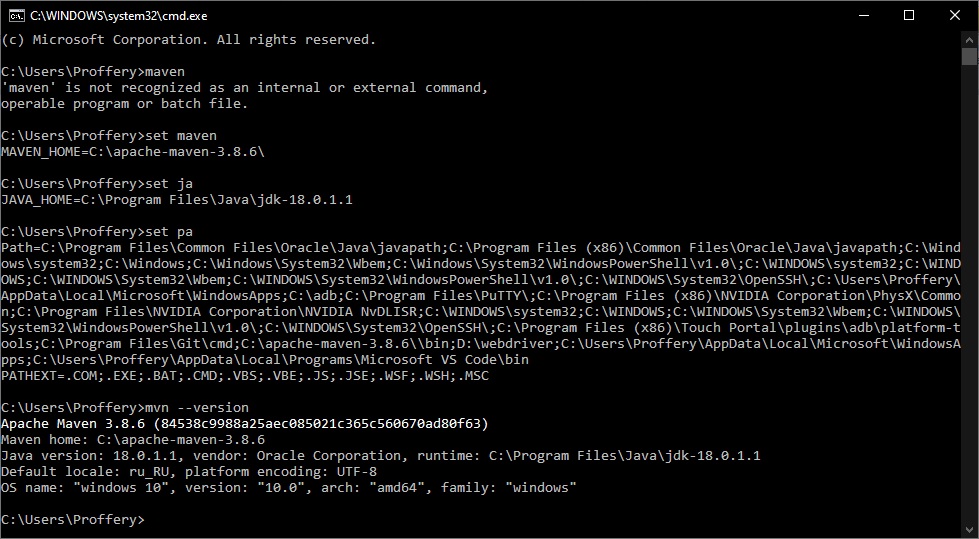 C:\WINDOWS\system32\cmd.exe
(c) Microsoft Corporation. All rights reserved.
C:\Users\Proffery>maven
'maven' is not recognized as an internal or external command,
operable program or batch file.
C:\Users\Proffery>set maven
MAVEN_HOME=C:\apache-maven-3.8.6\
C:\Users\Proffery>set ja
JAVA_HOME=C:\Program Files\Java\jdk-18.0.1.1
C:\Users\Proffery>set pa
Path=C:\Program Files\Common Files\Oracle\Java\javapath;C:\Program Files (x86)\Common Files\Oracle\Java\javapath;C:\Wind
ows\system32;C:\Windows;C:\Windows\System32\Wbem;C:\Windows\System32\WindowsPowerShell\v1.0\;C:\WINDOWS\system32;C:\WIND
OWS;C:\WINDOWS\System32\Wbem;C:\WINDOWS\System32\WindowsPowerShell\v1.0\;C:\WINDOWS\System32\OpenSSH\;C:\Users\Proffery\
AppData\Local\Microsoft\WindowsApps;C:\adb;C:\Program Files\PuTTY\;C:\Program Files (x86)\NVIDIA Corporation\PhysX\Commo
n;C:\Program Files\NVIDIA Corporation\NVIDIA NvDLISR;C:\WINDOWS\system32;C:\WINDOWS;C:\WINDOWS\System32\Wbem;C:\WINDOWS\
System32\WindowsPowerShell\v1.0\;C:\WINDOWS\System32\OpenSSH\;C:\Program Files (x86)\Touch Portal\plugins\adb\platform-t
ools;C:\Program Files\Git\cmd;C:\apache-maven-3.8.6\\bin;D:\webdriver;C:\Users\Proffery\AppData\Local\Microsoft\WindowsA
pps;C:\Users\Proffery\AppData\Local\Programs\Microsoft VS Code\bin
PATHEXT=.COM;.EXE;.BAT;.CMD;.VBS;.VBE;.JS;.JSE;.WSF;.WSH;.MSC
C:\Users\Proffery>mvn --version
Apache Maven 3.8.6 (84538c9988a25aec085021c365c560670ad80f63)
Maven home: C:\apache-maven-3.8.6
Java version: 18.0.1.1, vendor: Oracle Corporation, runtime: C:\Program Files\Java\jdk-18.0.1.1
Default locale: ru_RU, platform encoding: UTF-8
OS name: "windows 10", version: "10.0", arch: "amd64", family: "windows"
C:\Users\Proffery>